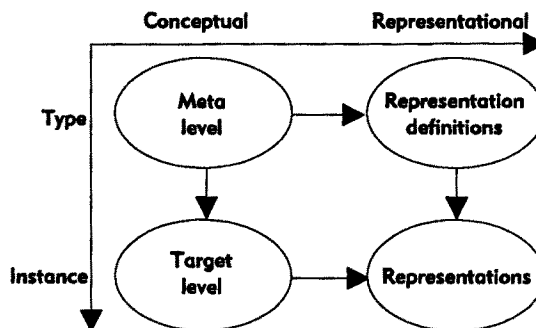 Conceptual Representational
Type
Meta
level
Representation
definitions
Instance
Target
level
Representations